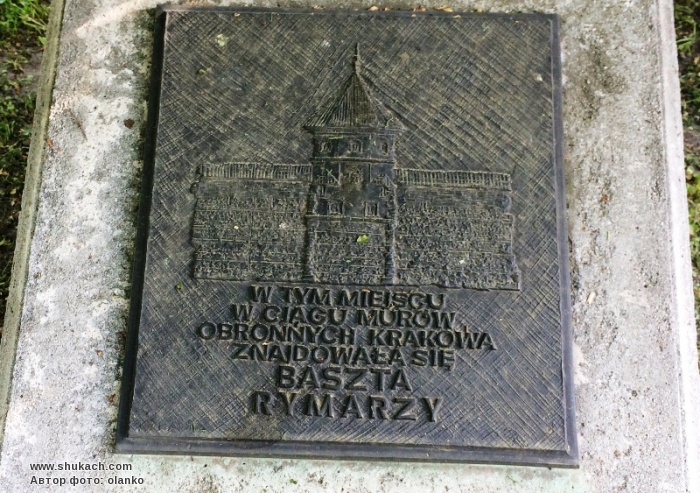 W TYM MIEJSCU
W CIĄGU MURÓW
OBRONNYCH KRAKOWA
ZNAJDOWAŁA SIĘ
BASZTA
RYMARZY
www.shukach.com
Автор фото: olanko